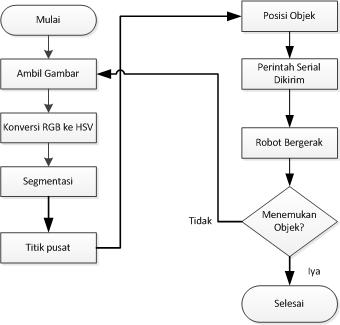 Mulai
Ambil Gambar
Konversi RGB ke HSV
Segmentasi
Titik pusat
Posisi Objek
Perintah Serial
Dikirim
Robot Bergerak
Menemukan
Objek?
Tidak
Iya
Selesai